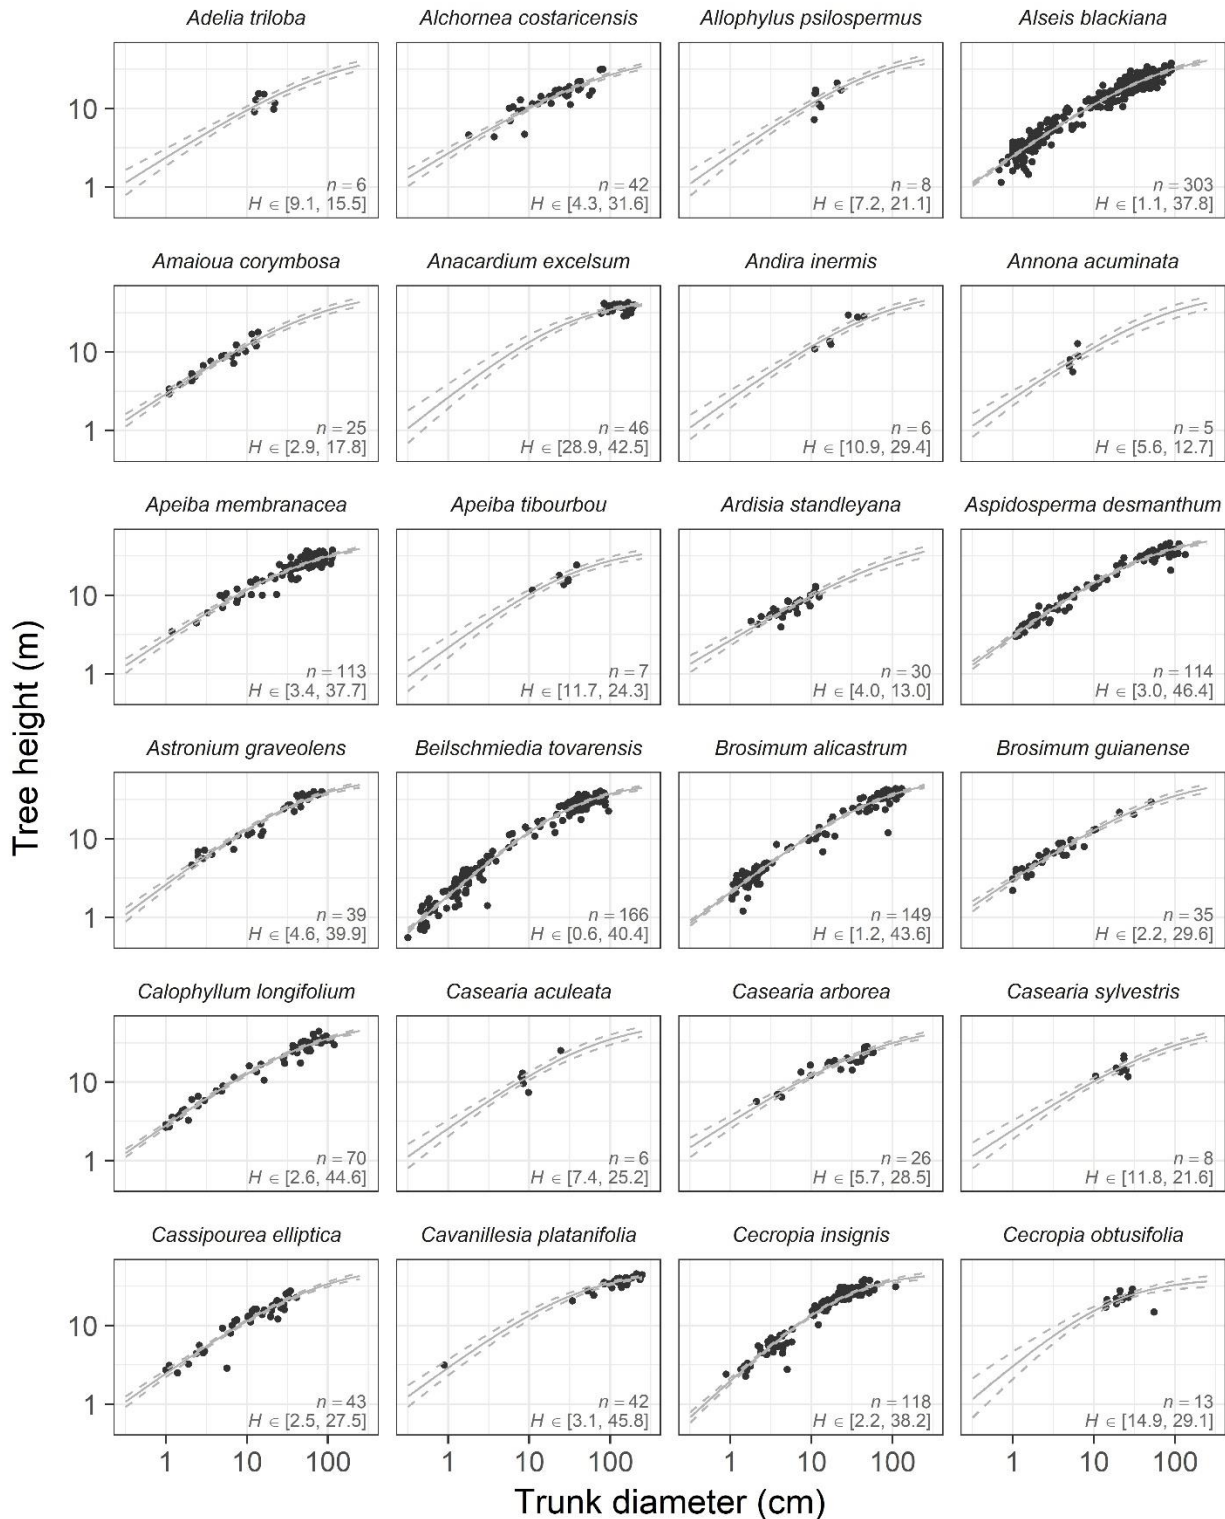 Adelia triloba
Alchornea costaricensis
Allophylus psilospermus
Alseis blackiana
10
1
n = 6
H ∈ [9.1, 15.5]
n = 42
H ∈ [4.3, 31.6]
n = 8
H ∈ [7.2, 21.1]
n = 303
H ∈ [1.1, 37.8]
Amaioua corymbosa
Anacardium excelsum
Andira inermis
Annona acuminata
10
1
n = 25
H ∈ [2.9, 17.8]
n = 46
H ∈ [28.9, 42.5]
n = 6
H ∈ [10.9, 29.4]
n = 5
H ∈ [5.6, 12.7]
Apeiba membranacea
Apeiba tibourbou
Ardisia standleyana
Aspidosperma desmanthum
10
1
n = 113
H ∈ [3.4, 37.7]
n = 7
H ∈ [11.7, 24.3]
n = 30
H ∈ [4.0, 13.0]
n = 114
H ∈ [3.0, 46.4]
Tree height (m)
Astronium graveolens
Beilschmiedia tovarensis
Brosimum alicastrum
Brosimum guianense
10
1
n = 39
H ∈ [4.6, 39.9]
n = 166
H ∈ [0.6, 40.4]
n = 149
H ∈ [1.2, 43.6]
n = 35
H ∈ [2.2, 29.6]
Calophyllum longifolium
Casearia aculeata
Casearia arborea
Casearia sylvestris
10
1
n = 70
H ∈ [2.6, 44.6]
n = 6
H ∈ [7.4, 25.2]
n = 26
H ∈ [5.7, 28.5]
n = 8
H ∈ [11.8, 21.6]
Cassipourea elliptica
Cavanillesia platanifolia
Cecropia insignis
Cecropia obtusifolia
10
1
n = 43
H ∈ [2.5, 27.5]
n = 42
H ∈ [3.1, 45.8]
n = 118
H ∈ [2.2, 38.2]
n = 13
H ∈ [14.9, 29.1]
1 10 100
1 10 100
1 10 100
1 10 100
Trunk diameter (cm)